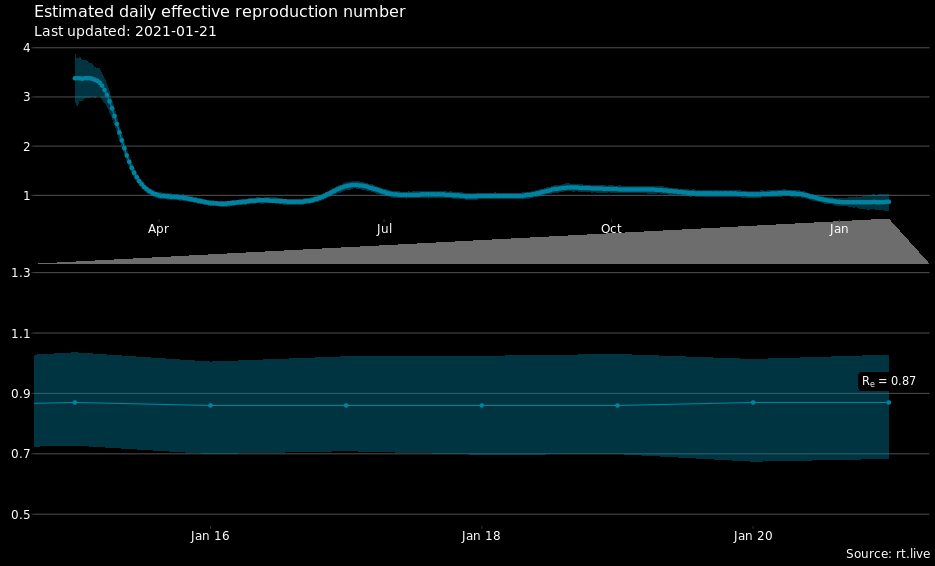 Estimated daily effective reproduction number
Last updated: 2021-01-21
4
3
2
1
Apr Jul Oct Jan
1.3
1.1
0.9
0.7
0.5
Re = 0.87
Jan 16 Jan 18 Jan 20
Source: rt.live